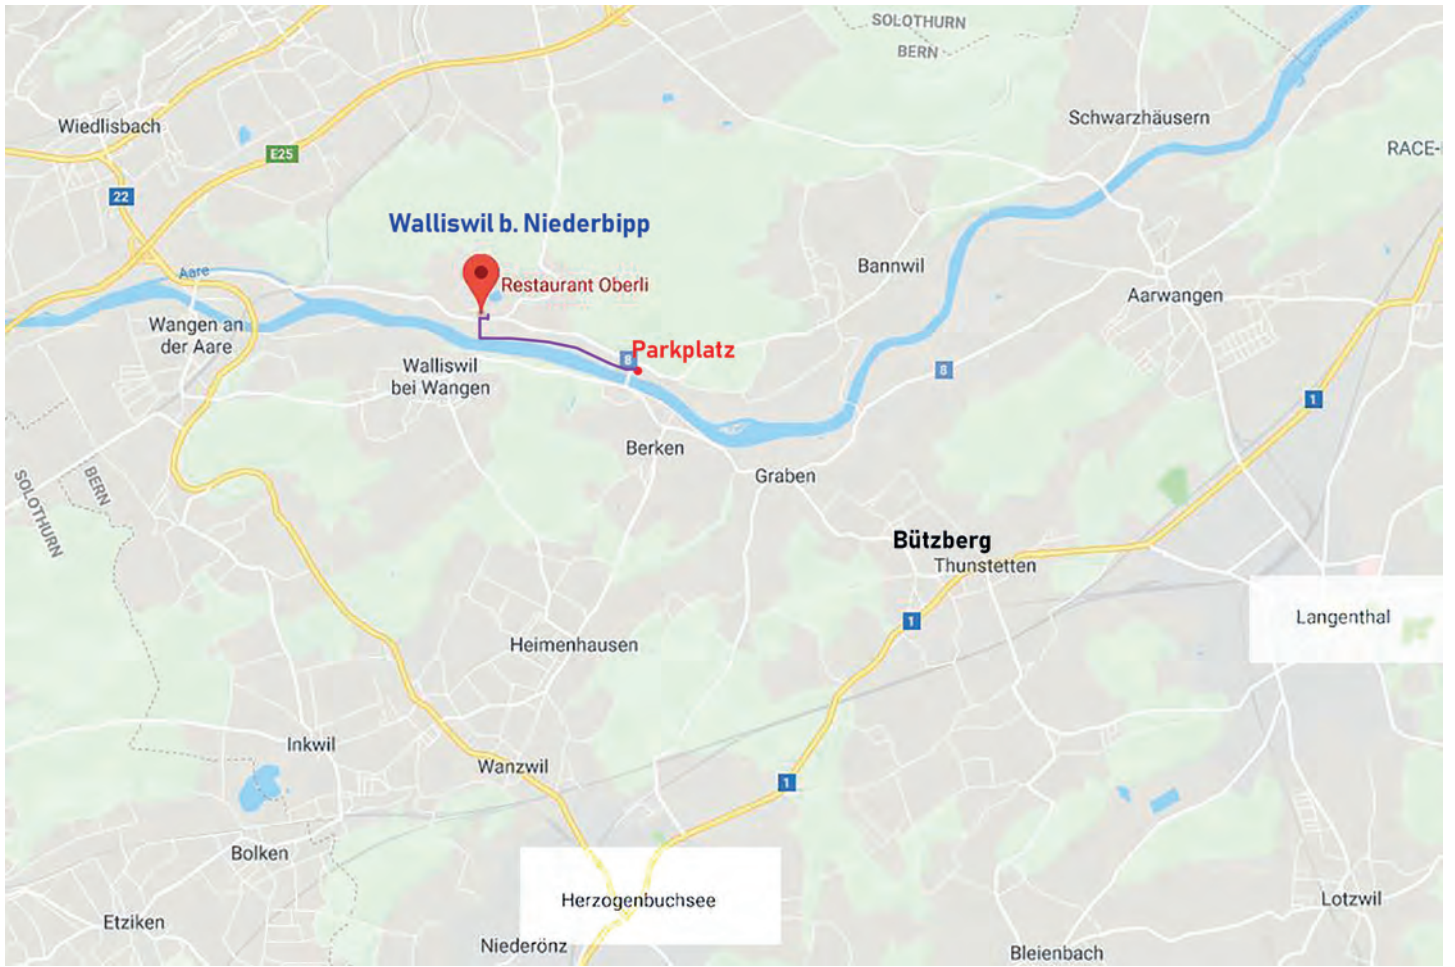 SOLOTHURN
BERN
Wiedlisbach
Schwarzhäusern
E25
RACE-
22
Walliswil b. Niederbipp
Bannwil
Aare
Restaurant Oberli
Aarwangen
Wangen an
der Aare
Parkplatz
8
Walliswil
bei Wangen
8
1
Berken
Graben
SOLOTHURN
BERN
Bützberg
Thunstetten
Langenthal
1
Heimenhausen
Inkwil
Wanzwil
1
Bolken
Herzogenbuchsee
Lotzwil
Etziken
Niederönz
Bleienbach